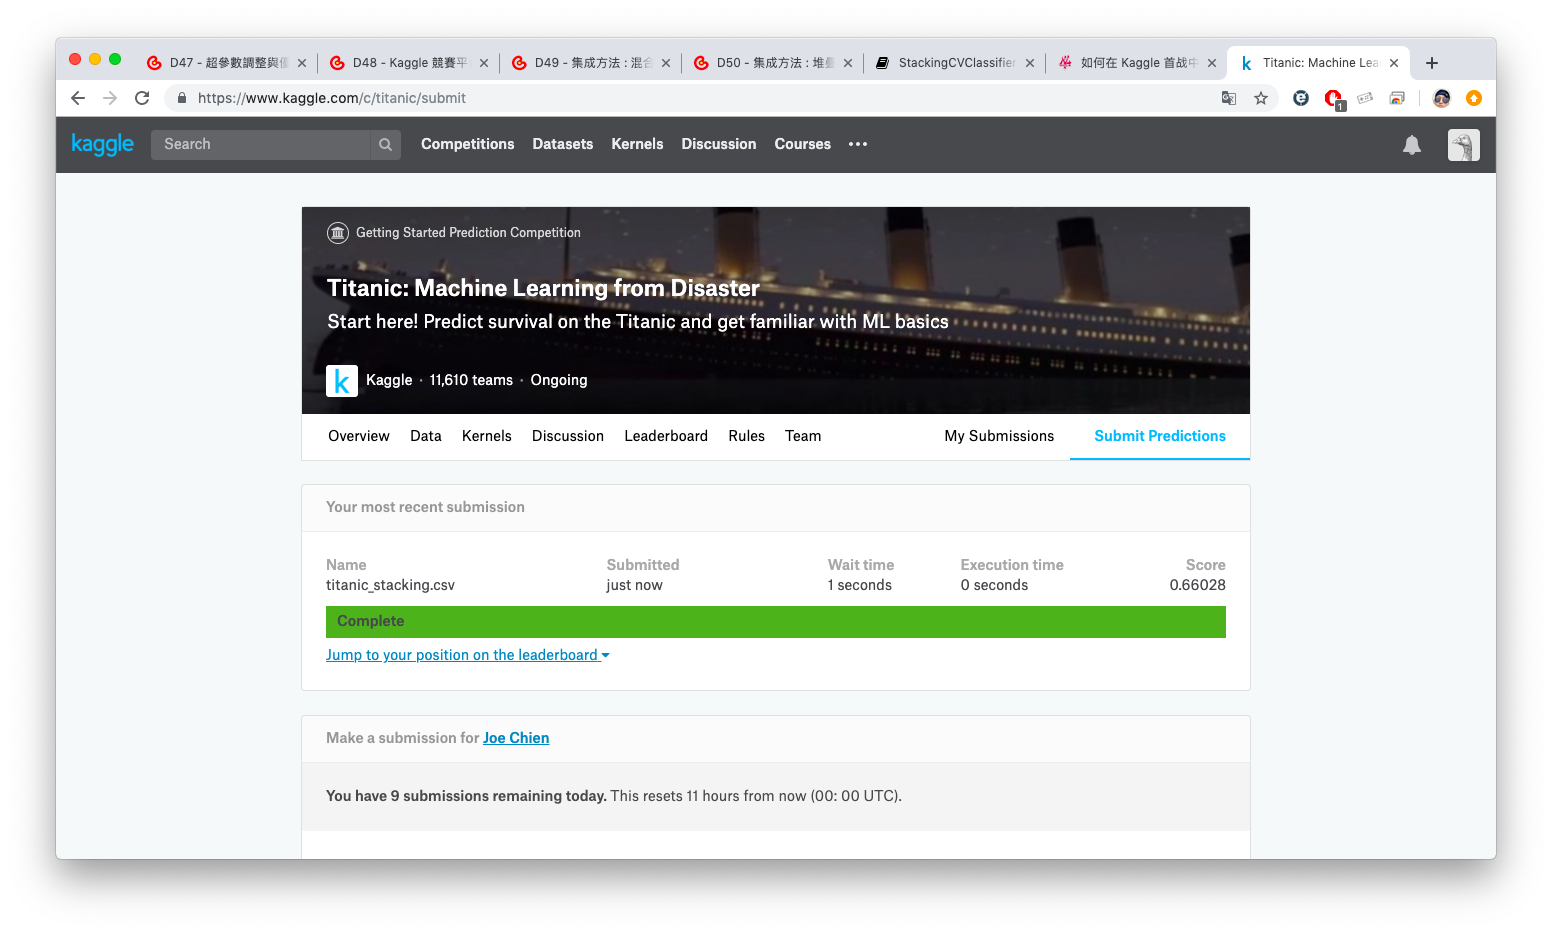 D47 - 超參數調整與優
D48 - Kaggle 競賽平
D49 - 集成方法 : 混合
D50 - 集成方法 : 堆疊
StackingCVClassifier
如何在 Kaggle 首战中
Titanic: Machine Lea
https://www.kaggle.com/c/titanic/submit
1
kaggle
Search
Competitions Datasets Kernels Discussion Courses
Getting Started Prediction Competition
Titanic: Machine Learning from Disaster
Start here! Predict survival on the Titanic and get familiar with ML basics
k
Kaggle · 11,610 teams · Ongoing
Overview Data Kernels Discussion Leaderboard Rules Team My Submissions Submit Predictions
Your most recent submission
Name Submitted Wait time Execution time Score
titanic_stacking.csv just now 1 seconds 0 seconds 0.66028
Complete
Jump to your position on the leaderboard
Make a submission for Joe Chien
You have 9 submissions remaining today. This resets 11 hours from now (00: 00 UTC).